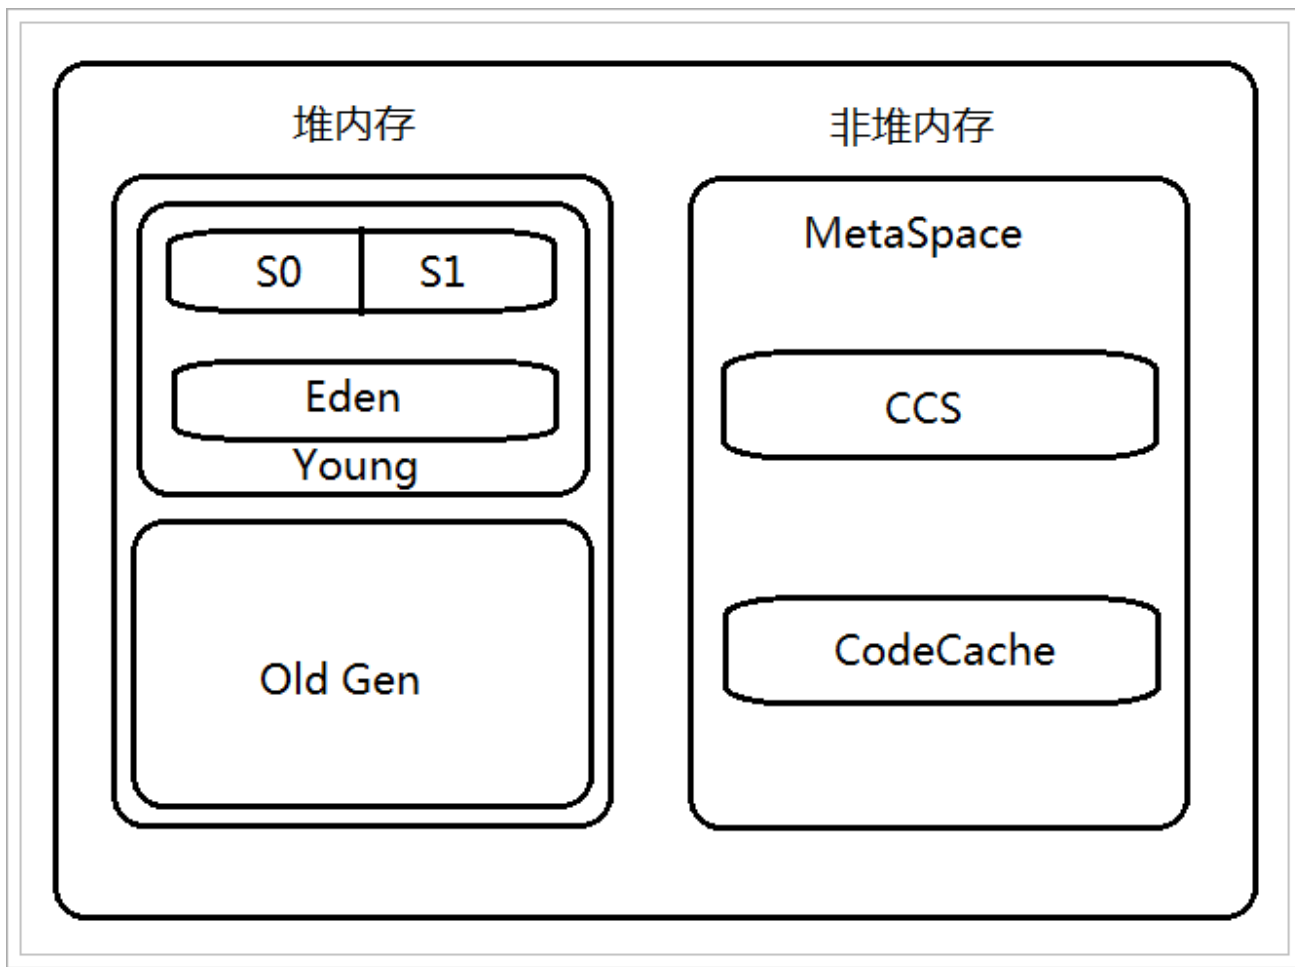 堆内存
S0
S1
Eden
Young
Old Gen
非堆内存
MetaSpace
CCS
CodeCache